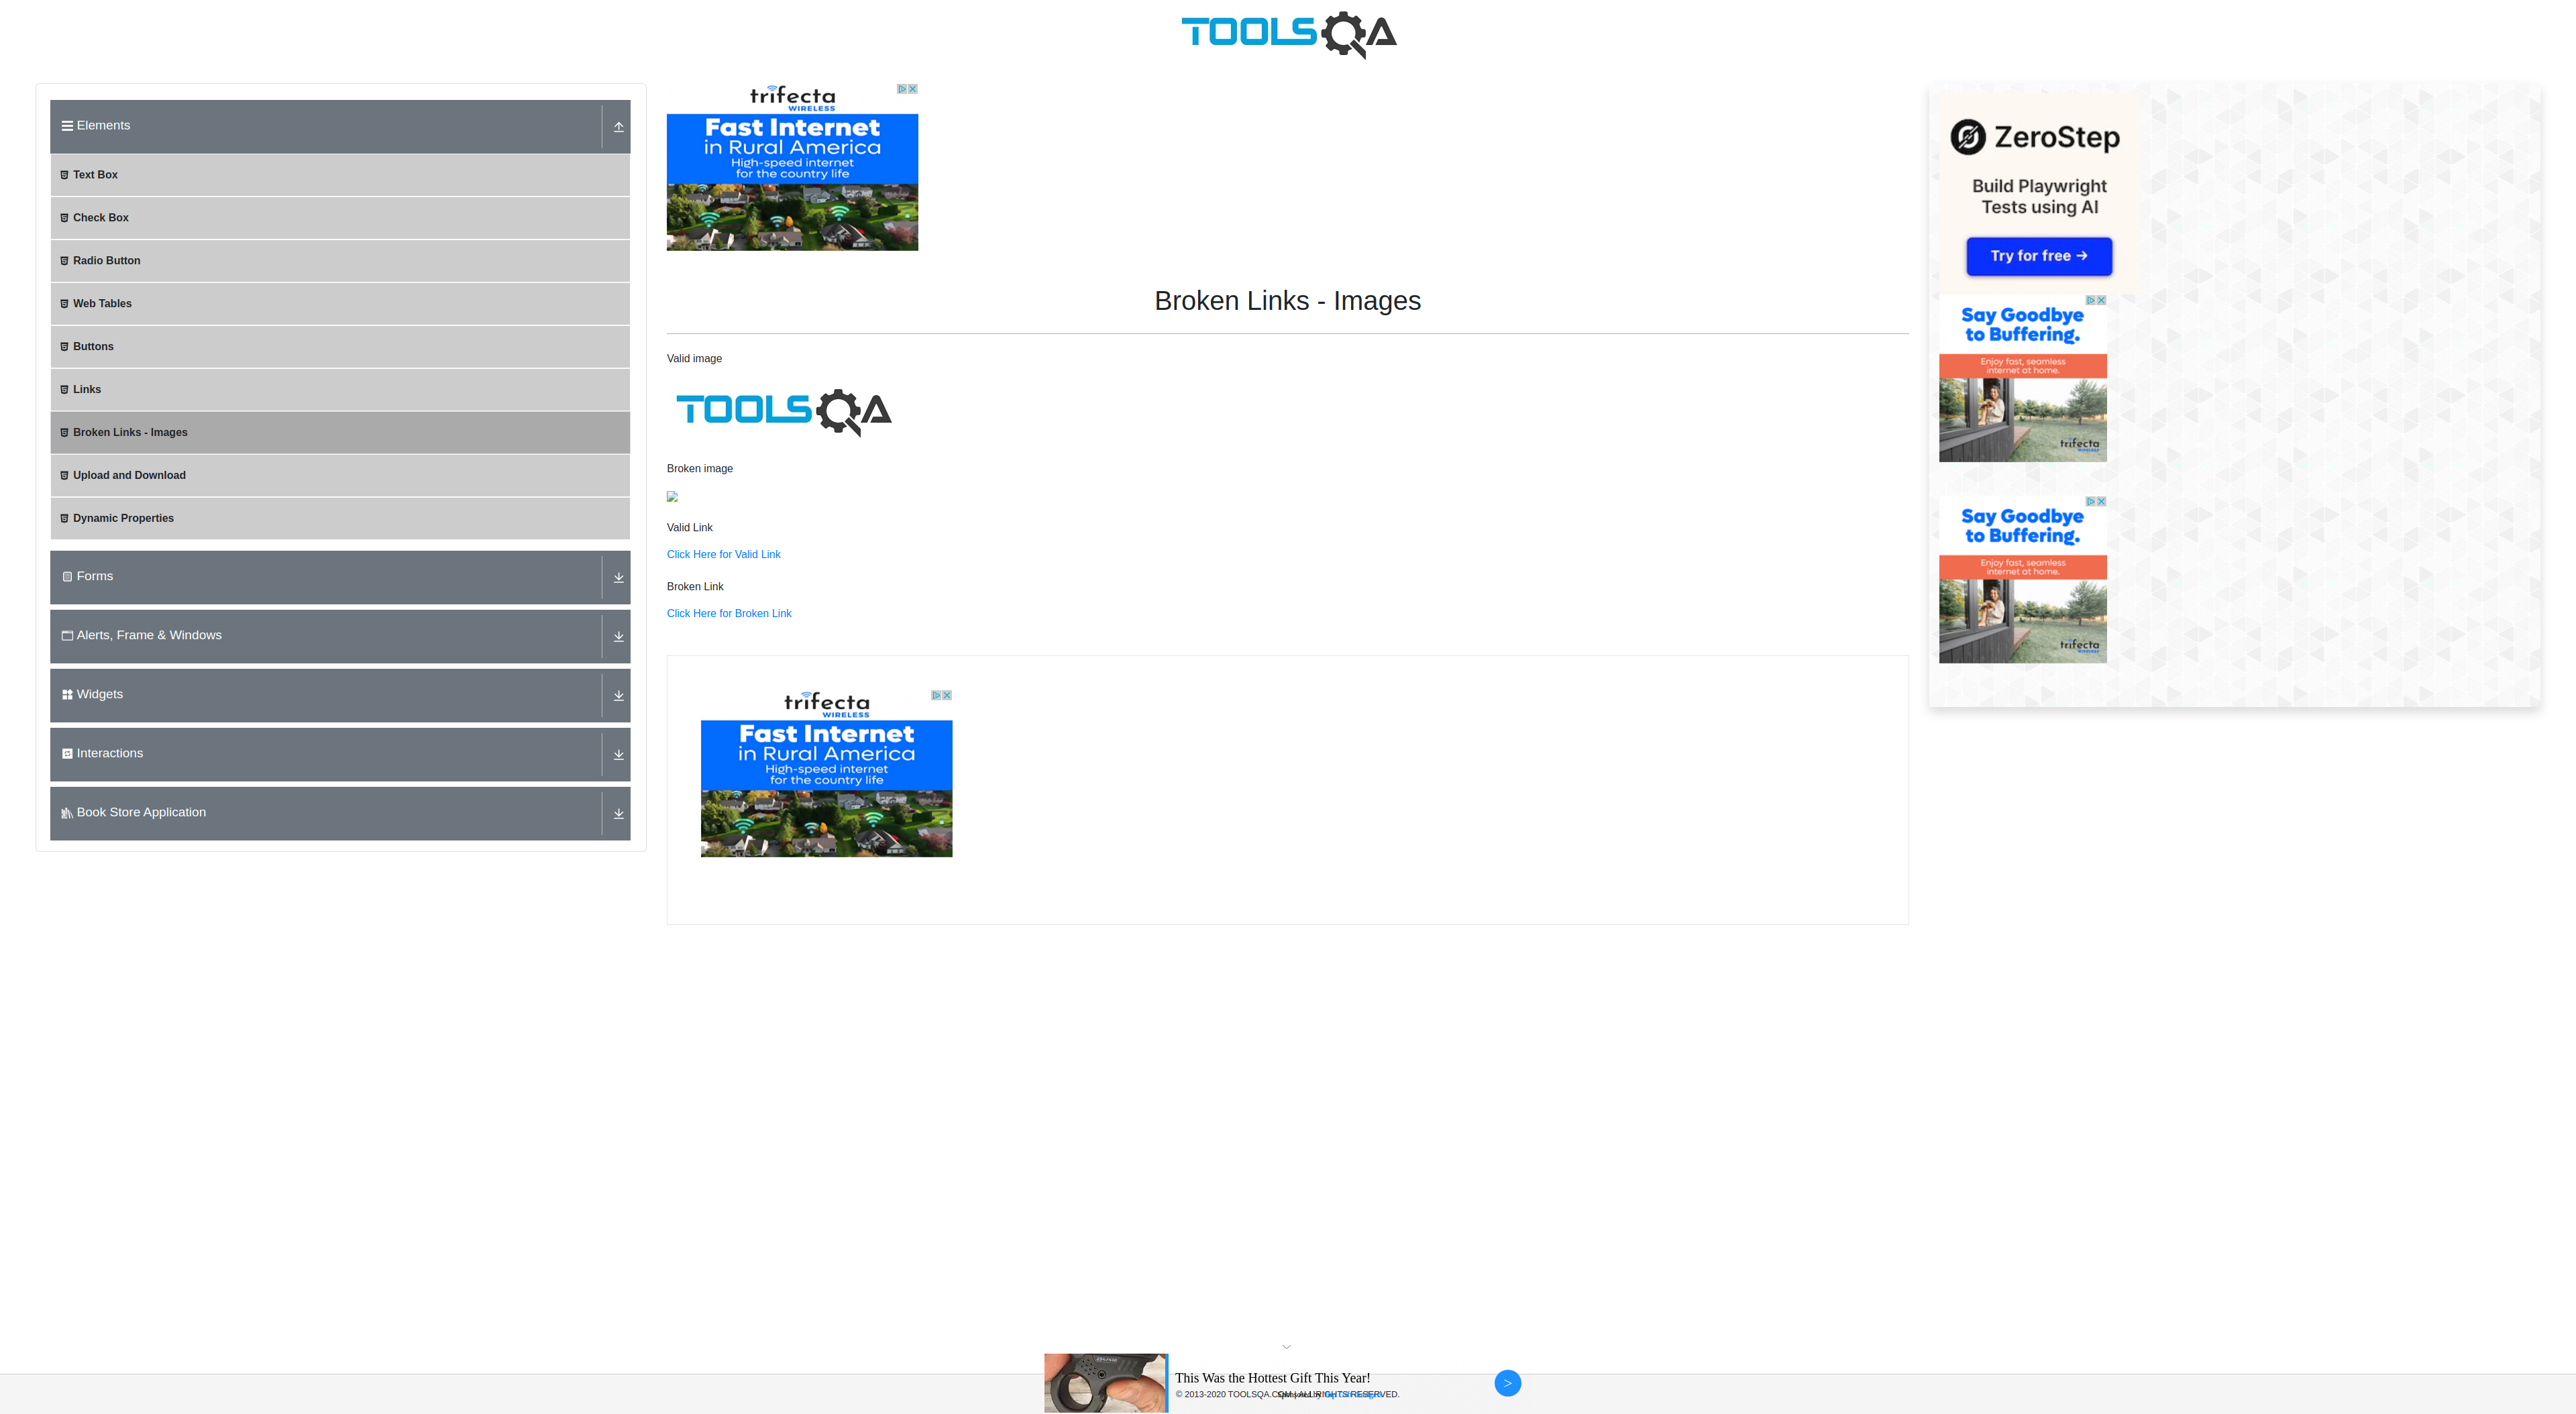 TOOLSQA
Elements
Text Box
Check Box
Radio Button
Web Tables
Buttons
Links
Broken Links - Images
Upload and Download
Dynamic Properties
Forms
Alerts, Frame & Windows
Widgets
Interactions
Book Store Application
trifecta
WIRELESS
Fast Internet
in Rural America
High-speed internet
for the country life
Broken Links - Images
Valid image
TOOLSQA
Broken image
Valid Link
Click Here for Valid Link
Broken Link
Click Here for Broken Link
trifecta
WIRELESS
Fast Internet
in Rural America
High-speed internet
for the country life
ZeroStep
Build Playwright
Tests using AI
Try for free →
Say Goodbye
to Buffering.
Enjoy fast, seamless
internet at home.
trifecta
WIRELESS
Say Goodbye
to Buffering.
Enjoy fast, seamless
internet at home.
trifecta
WIRELESS
This Was the Hottest Gift This Year!
© 2013-2020 TOOLSQA.COM | ALL RIGHTS RESERVED.